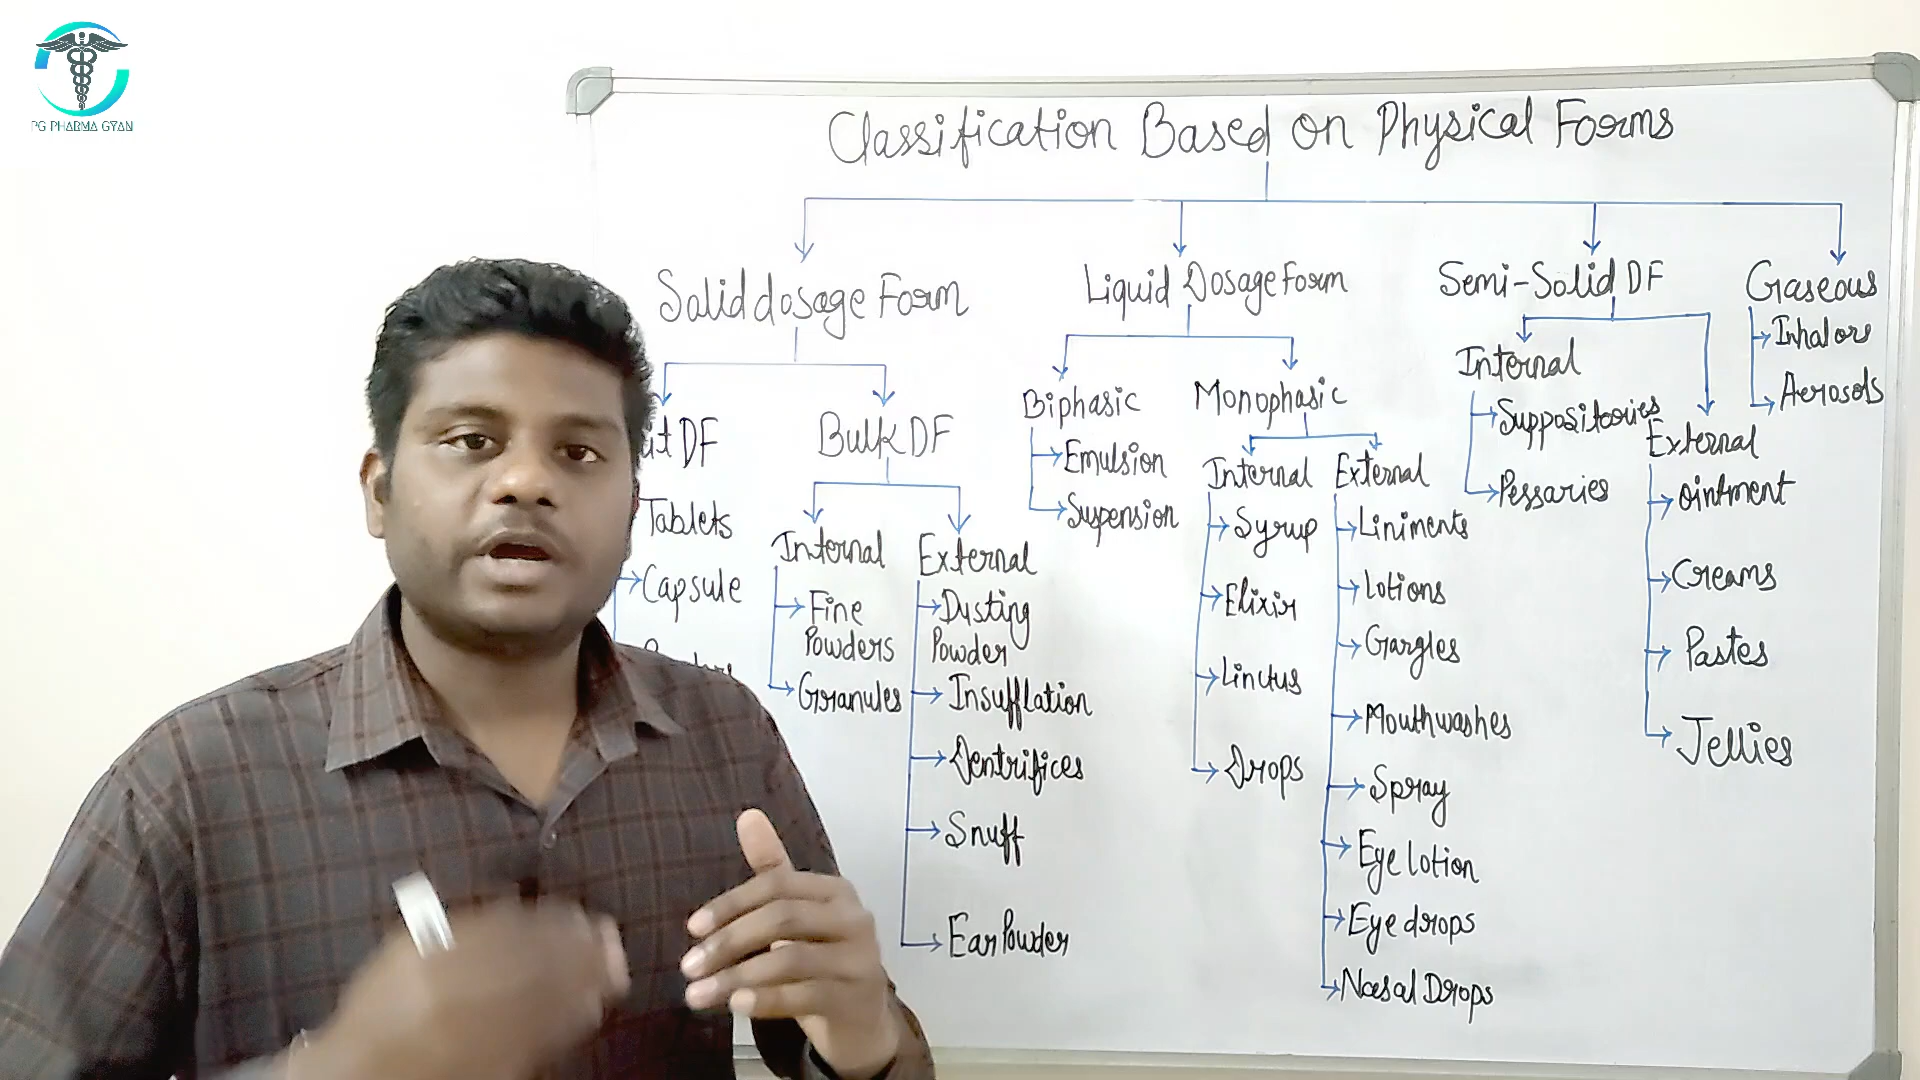 PG PHARMA GYAN
Classification Based on Physical Forms
Solid dosage Form
Liquid Dosage Form
Semi-Solid DF
Gaseous
Inhalors
Aerosols
DF
Tablets
Capsule
Bulk DF
Internal
Fine
Powders
Granules
External
Dusting
Powder
Insufflation
Dentrifices
Snuff
Ear Powder
Biphasic
Emulsion
Suspension
Monophasic
Internal
Syrup
Elixir
Linctus
Drops
External
Liniments
Lotions
Gargles
Mouthwashes
Spray
Eye lotion
Eye drops
Nasal Drops
Internal
Suppositories
Pessaries
External
Ointment
Creams
Pastes
Jellies